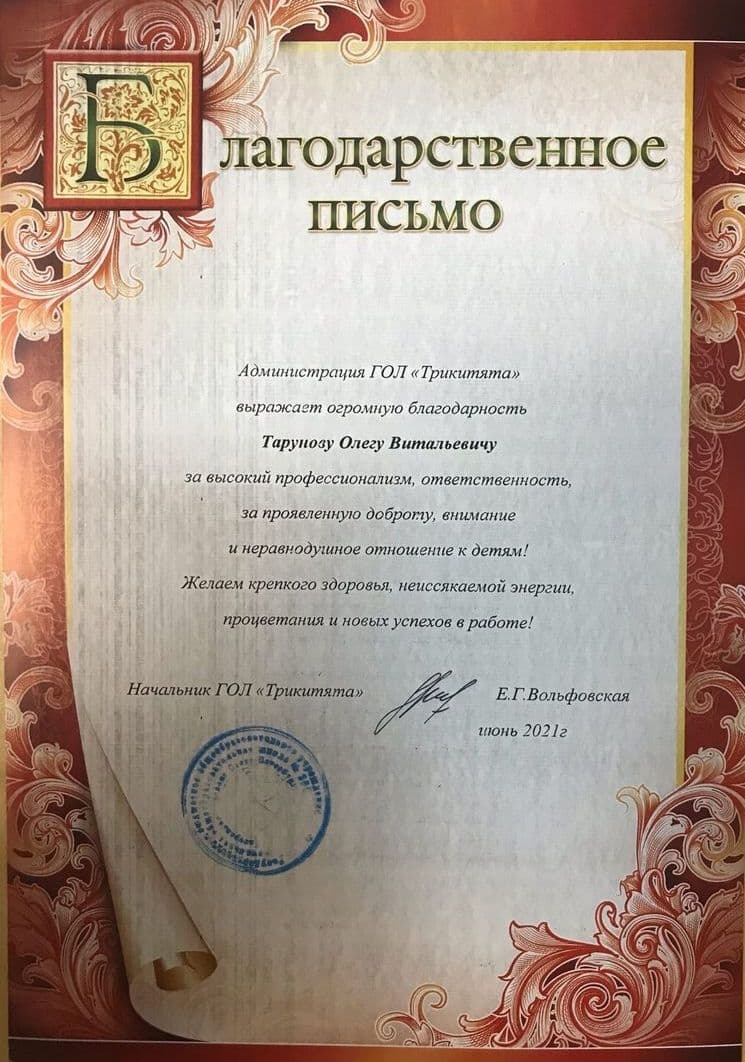 Благодарственное
письмо
Администрация ГОЛ «Трикитята»
выражает огромную благодарность
Тарунову Олегу Витальевичу
за высокий профессионализм, ответственность,
за проявленную доброту, внимание
и неравнодушное отношение к детям!
Желаем крепкого здоровья, неиссякаемой энергии,
процветания и новых успехов в работе!
Начальник ГОЛ «Трикитята»
Е.Г.Вольфовская
июнь 2021г